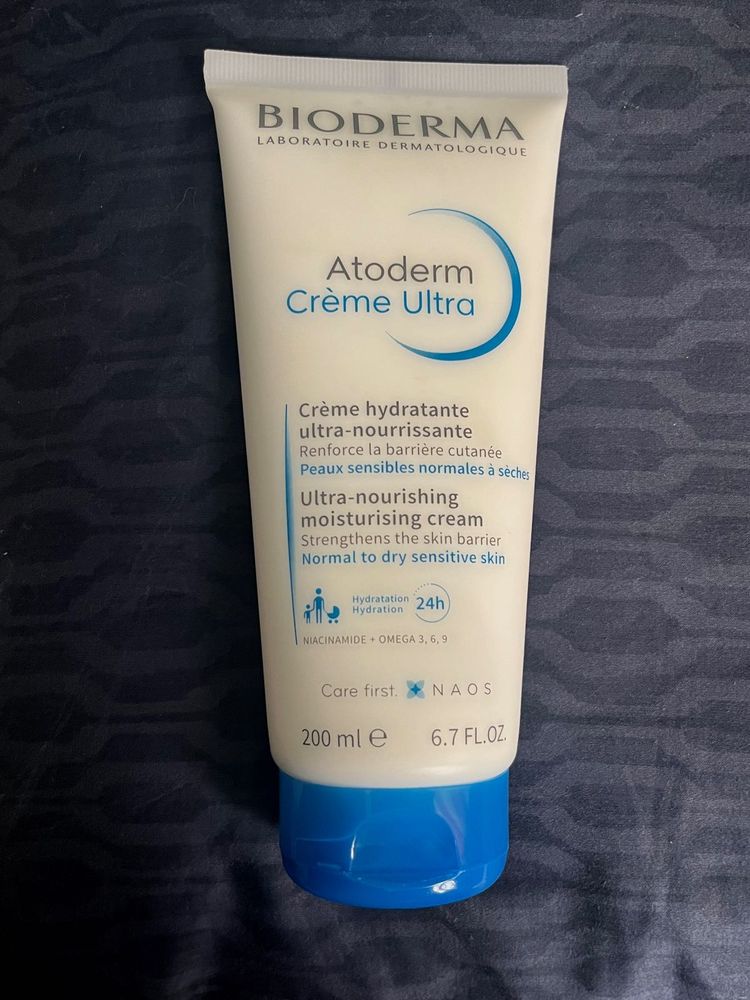 BIODERMA
LABORATOIRE DERMATOLOGIQUE
Atoderm
Crème Ultra
Crème hydratante
ultra-nourrissante
Renforce la barrière cutanée
Peaux sensibles normales à sèches
Ultra-nourishing
moisturising cream
Strengthens the skin barrier
Normal to dry sensitive skin
Hydratation
Hydration
24h
NIACINAMIDE + OMEGA 3, 6, 9
Care first. NAOS
200 ml ℮ 6.7 FL.OZ.